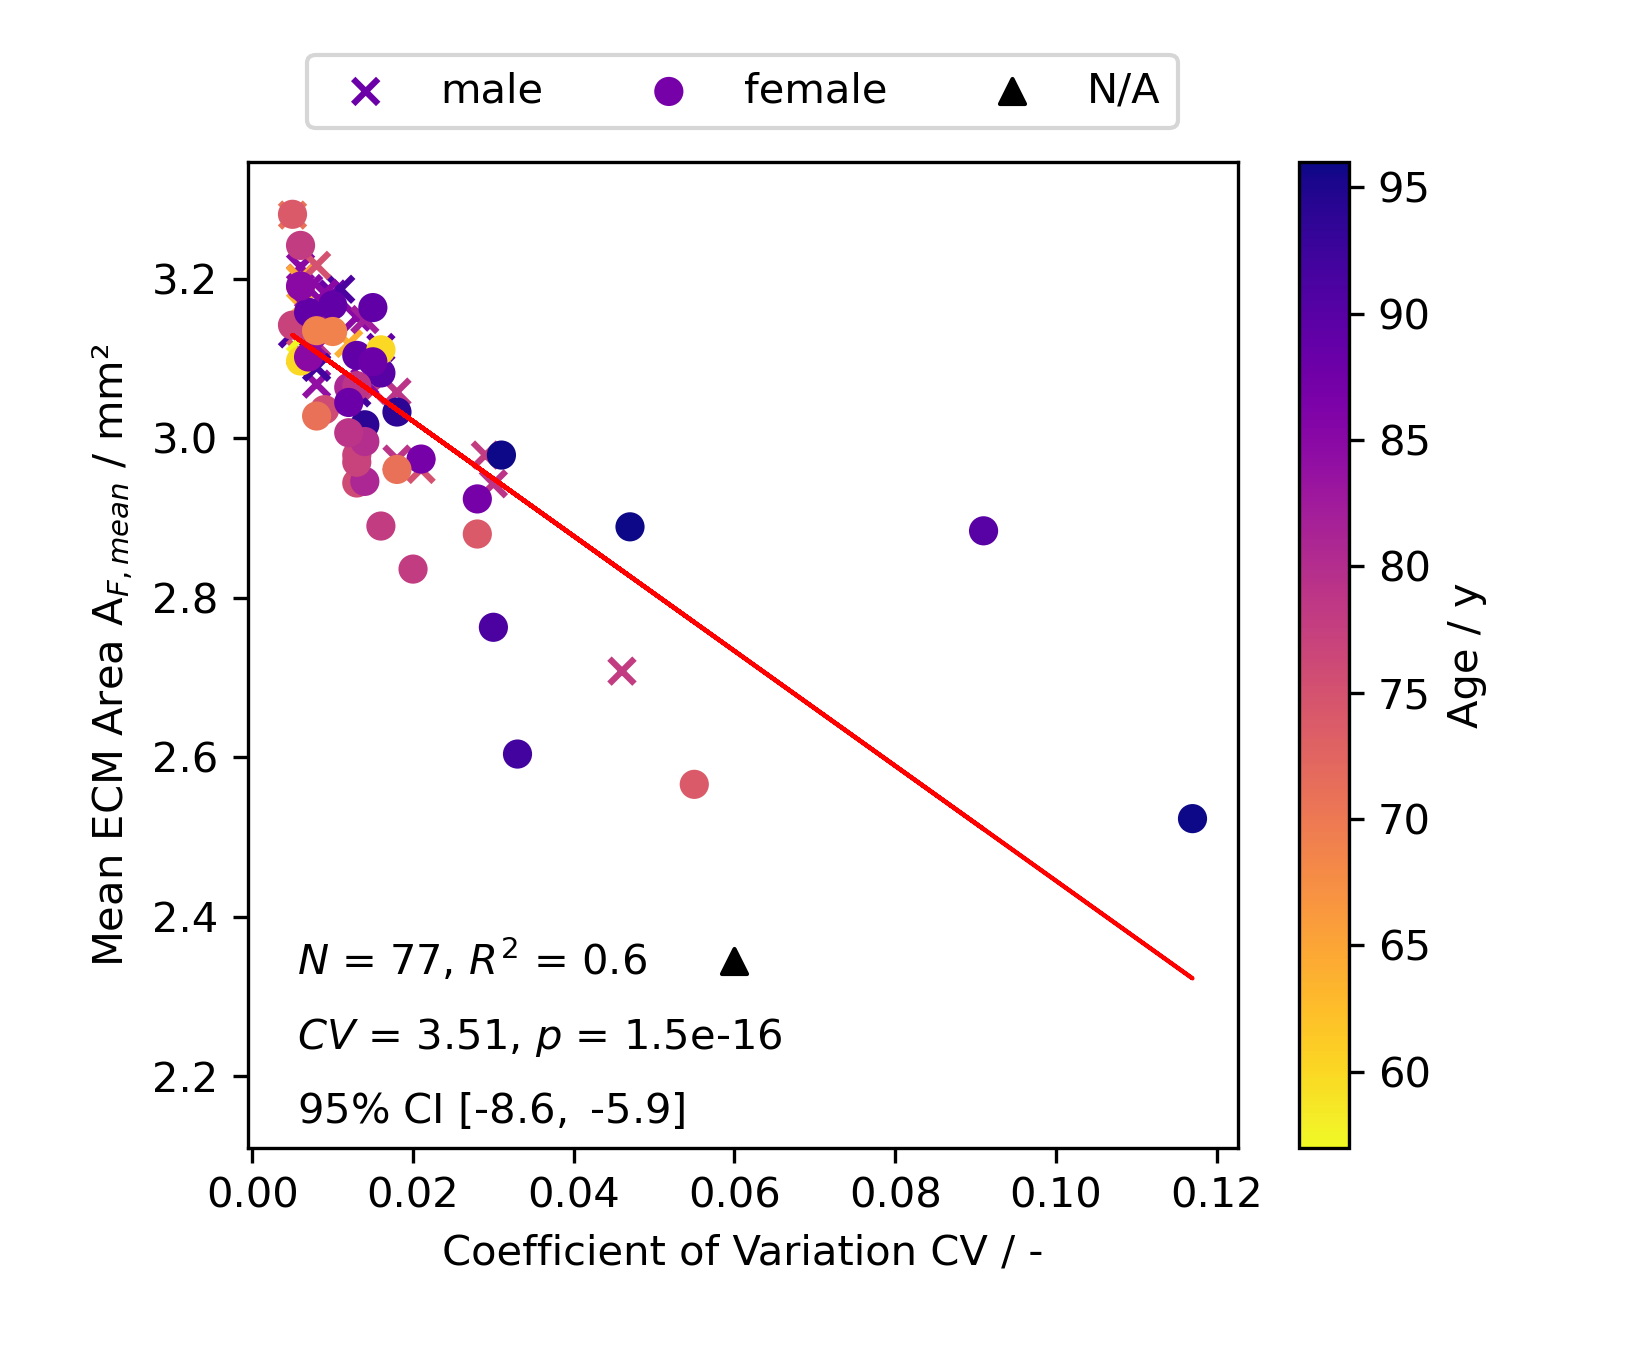 male female N/A
3.2
3.0
2.8
2.6
2.4
2.2
Mean ECM Area A_{F,mean} / mm²
N = 77, R² = 0.6
CV = 3.51, p = 1.5e-16
95% CI [-8.6, -5.9]
0.00 0.02 0.04 0.06 0.08 0.10 0.12
Coefficient of Variation CV / -
95
90
85
80
75
70
65
60
Age / y